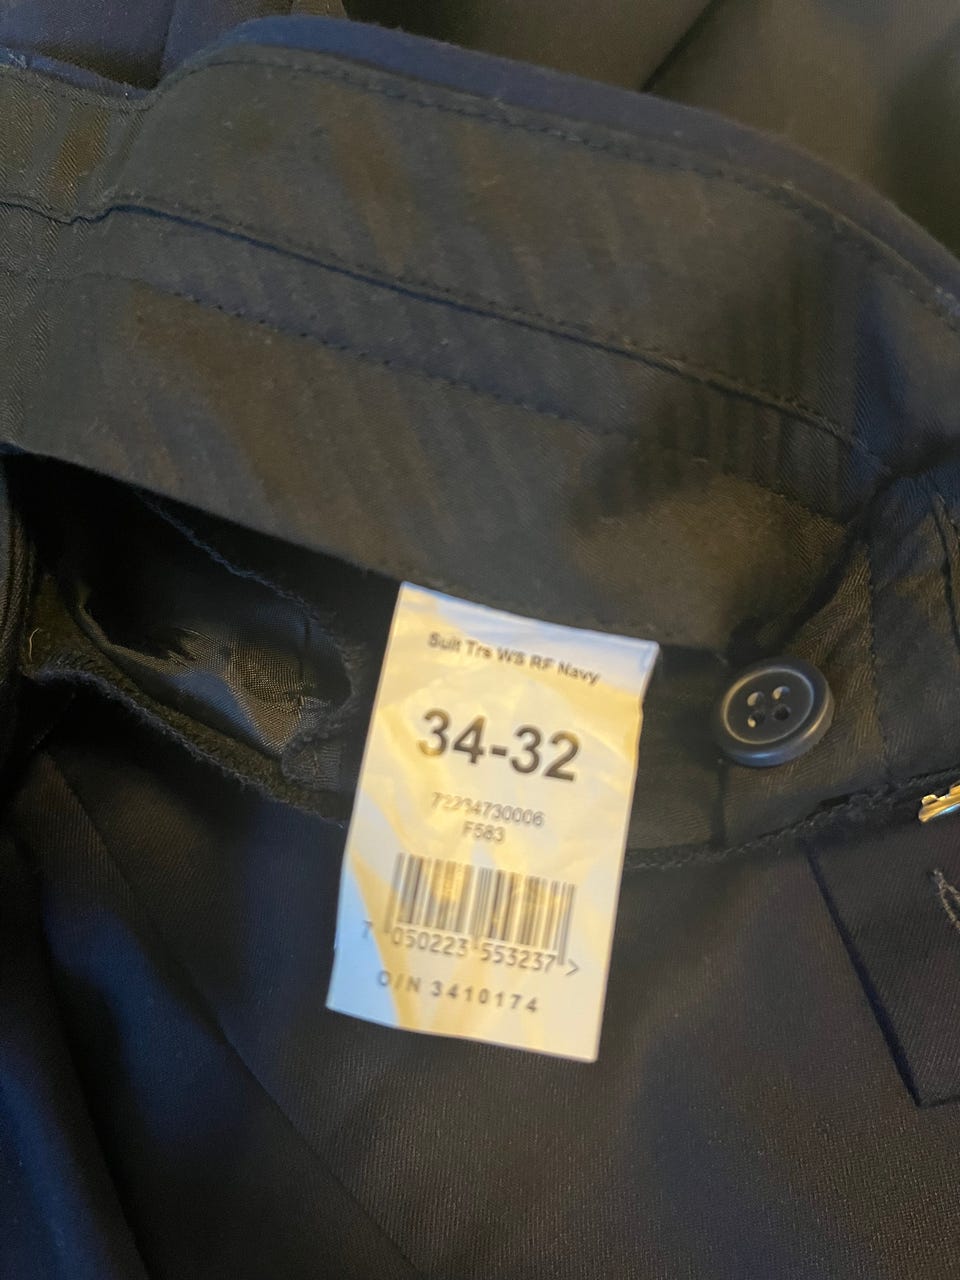 Suit Trs WS RF Navy
34-32
72234730006
F583
7 050223 553237 >
O/N 3410174